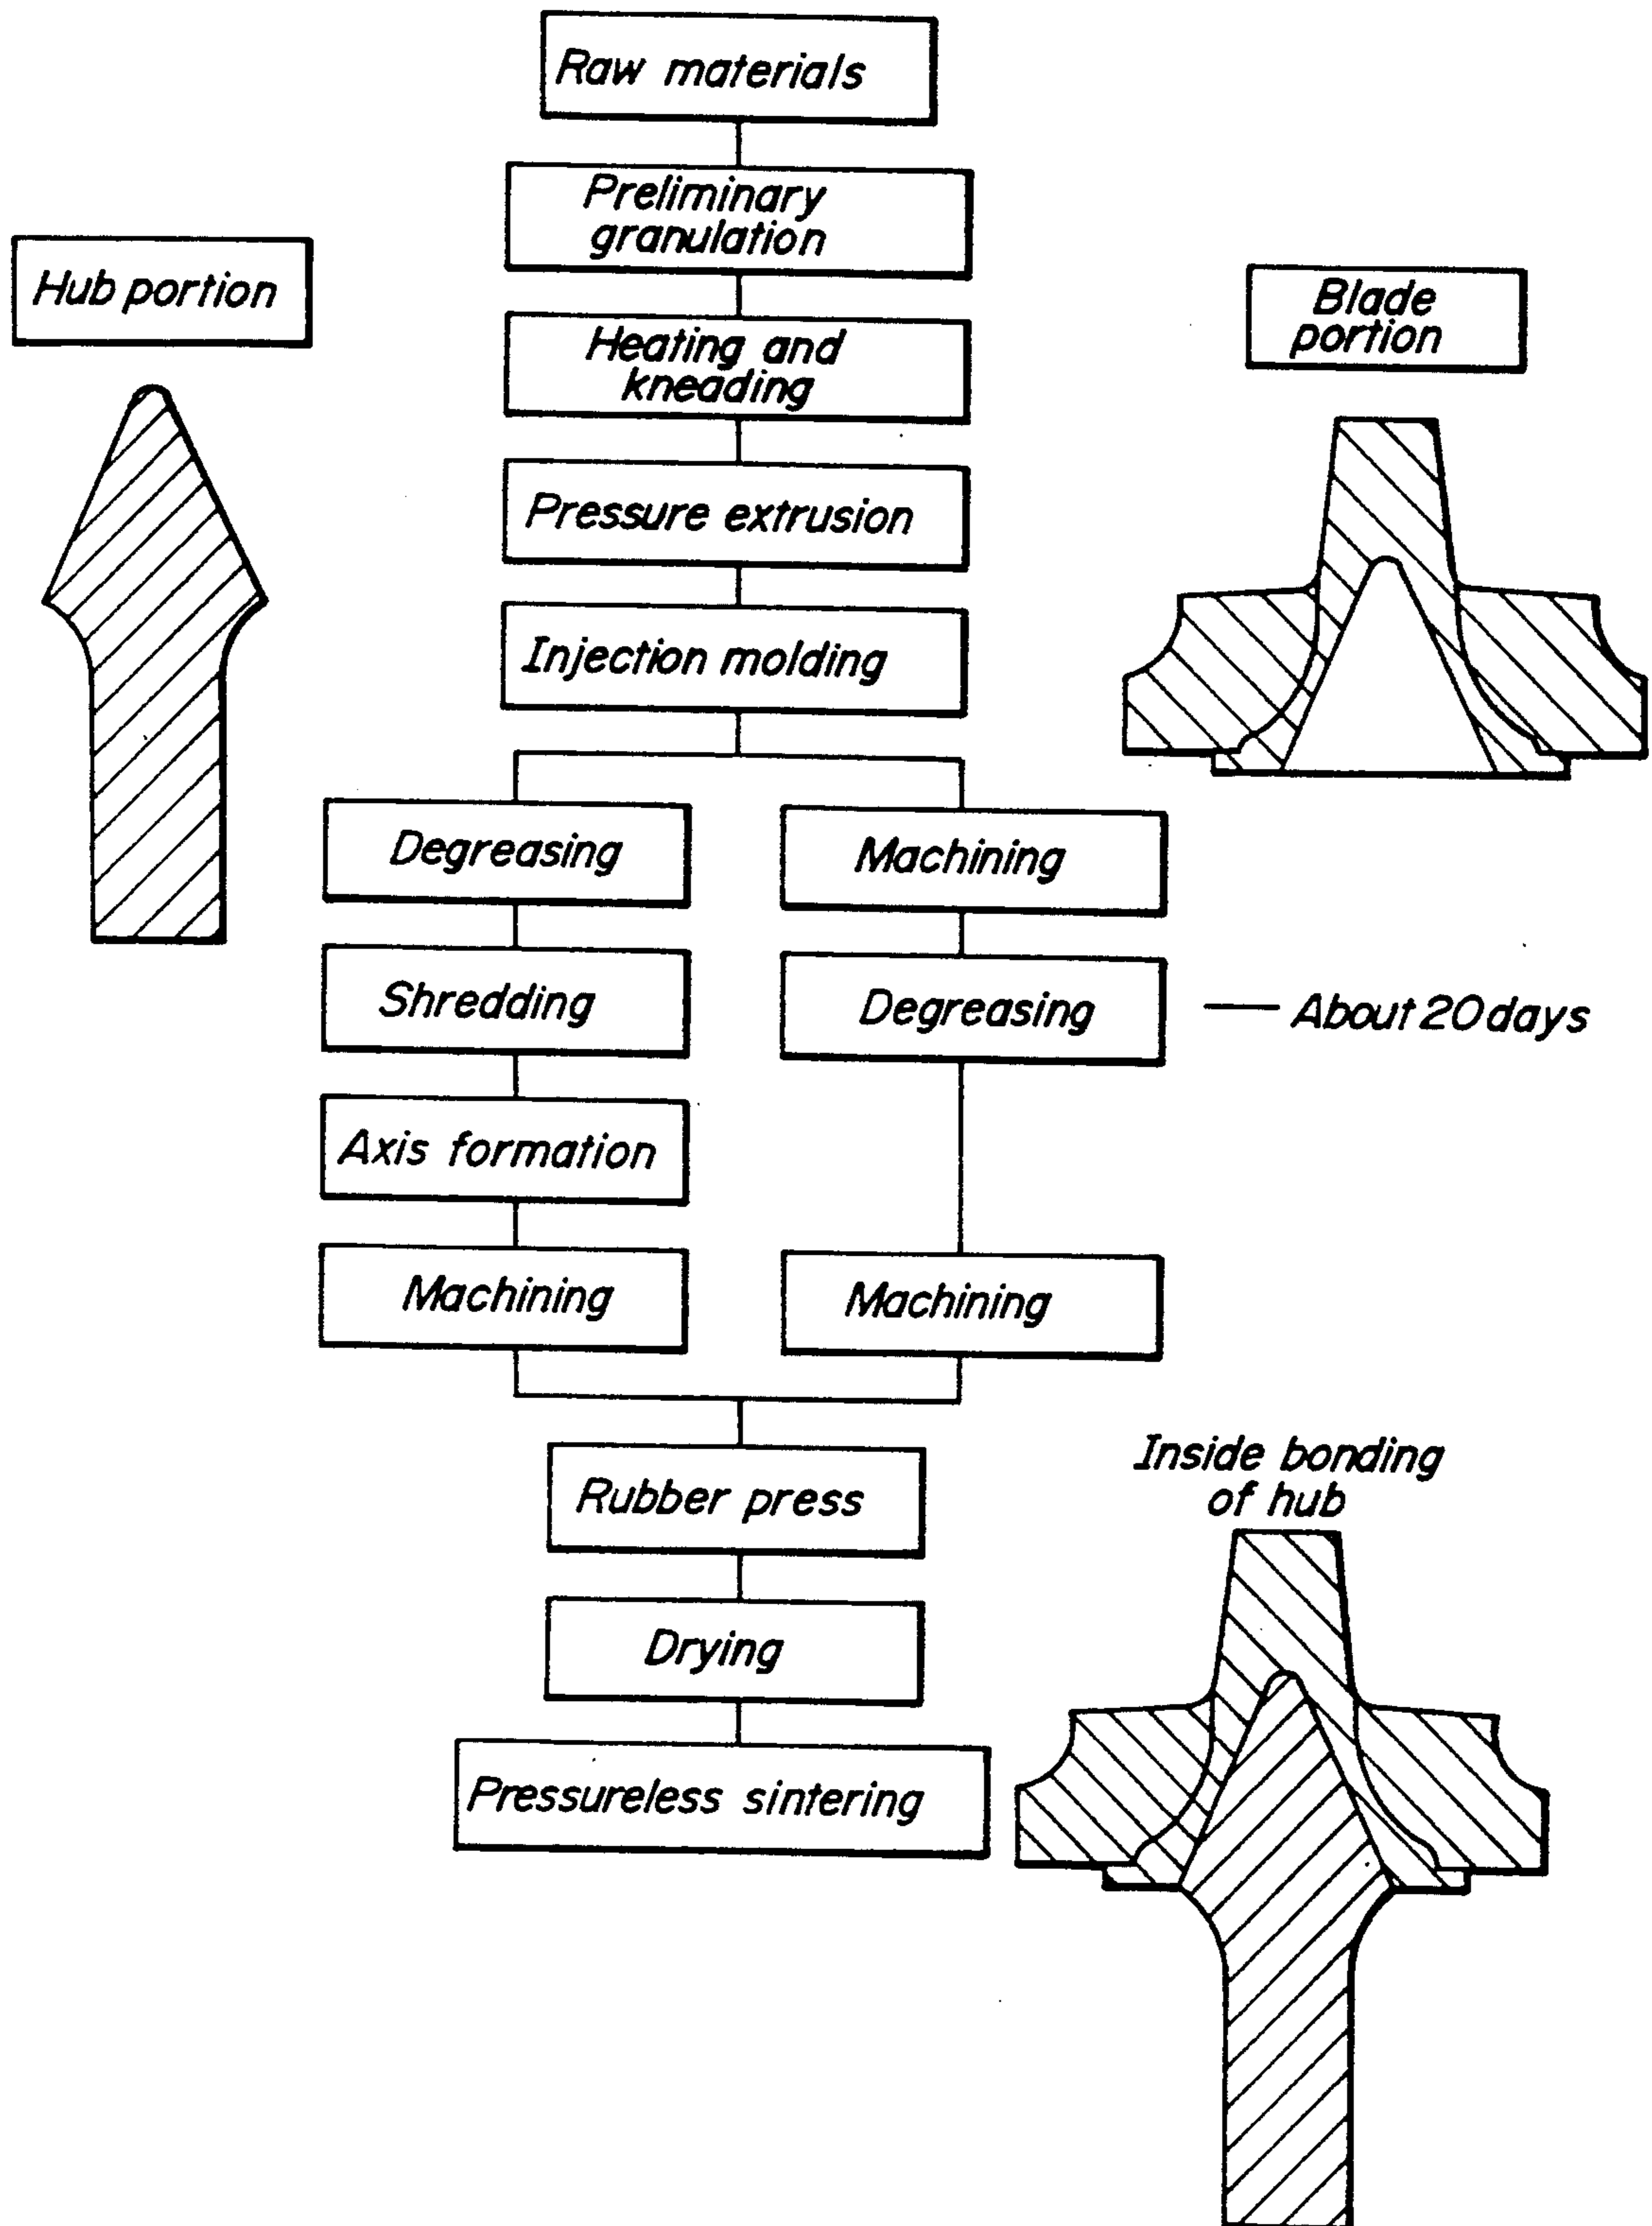 Raw materials
Preliminary
granulation
Hub portion
Blade
portion
Heating and
kneading
Pressure extrusion
Injection molding
Degreasing
Machining
Shredding
Degreasing
— About 20 days
Axis formation
Machining
Machining
Rubber press
Inside bonding
of hub
Drying
Pressureless sintering